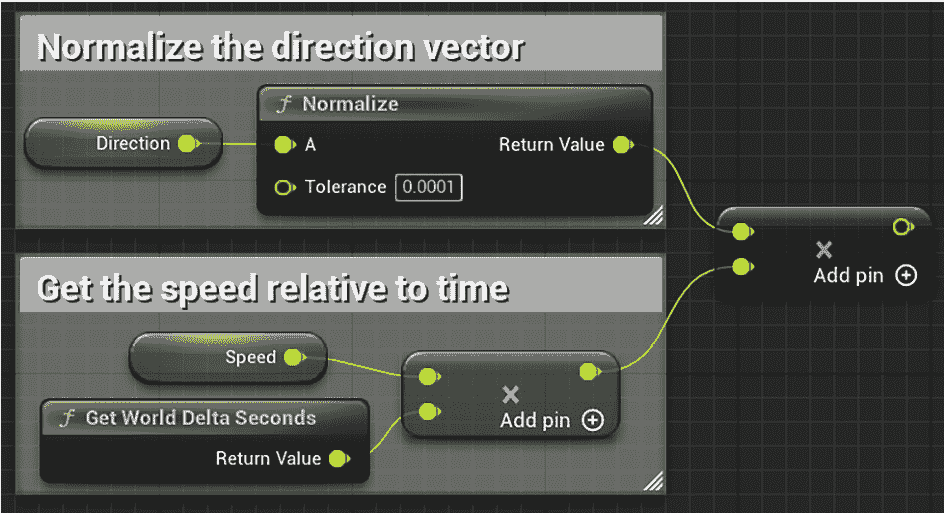 Normalize the direction vector
f Normalize
Direction
A
Return Value
Tolerance 0.0001
Add pin
Get the speed relative to time
Speed
f Get World Delta Seconds
Return Value
Add pin